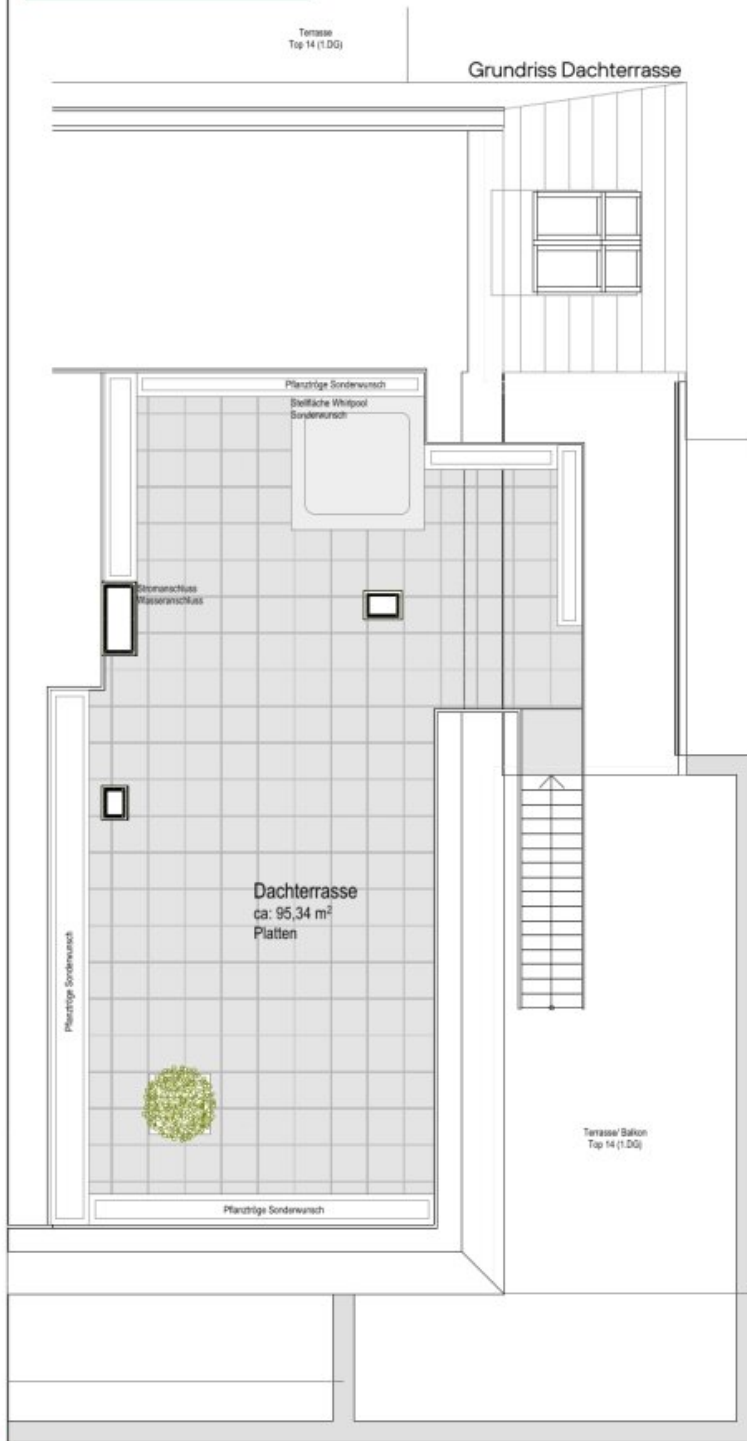 Terrasse
Top 14 (1.DG)
Grundriss Dachterrasse
Pflanztröge Sonderwunsch
Stellfläche Whirlpool
Sonderwunsch
Stromanschluss
Wasseranschluss
Dachterrasse
ca: 95,34 m²
Platten
Pflanztröge Sonderwunsch
Terrasse/ Balkon
Top 14 (1.DG)
Pflanztröge Sonderwunsch